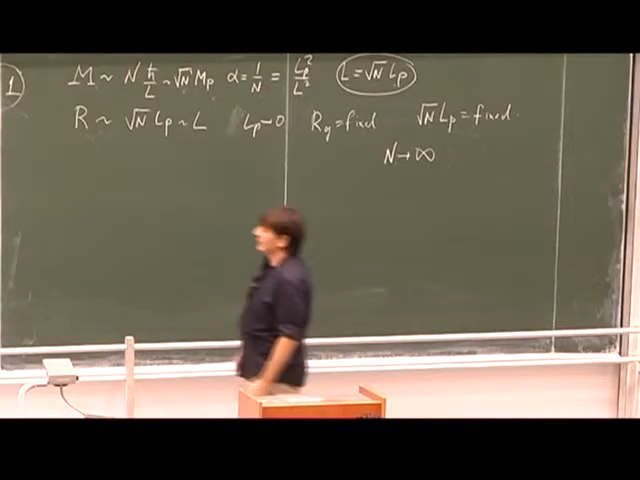 1
M ~ N ħ/L ~ √N Mp α = 1/N = Lp²/L² L = √N Lp
R ~ √N Lp ~ L Lp → 0 Rg = fixed √N Lp = fixed.
N → ∞